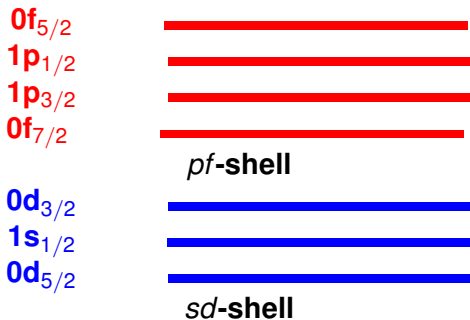 0f5/2
1p1/2
1p3/2
0f7/2
pf-shell
0d3/2
1s1/2
0d5/2
sd-shell